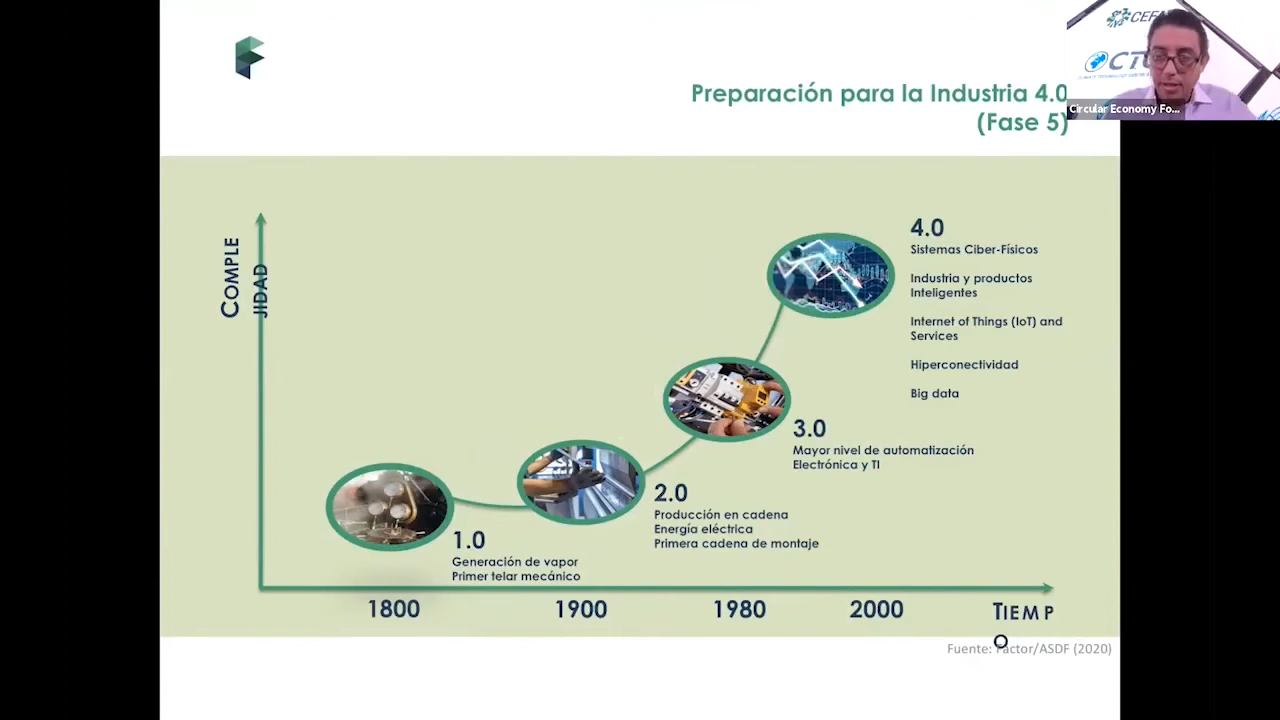 CEFA
CTC
Circular Economy Fo...
Preparación para la Industria 4.0
(Fase 5)
COMPLE
JIDAD
4.0
Sistemas Ciber-Físicos
Industria y productos
Inteligentes
Internet of Things (IoT) and
Services
Hiperconectividad
Big data
3.0
Mayor nivel de automatización
Electrónica y TI
2.0
Producción en cadena
Energía eléctrica
Primera cadena de montaje
1.0
Generación de vapor
Primer telar mecánico
1800
1900
1980
2000
TIEMP
O
Fuente: Factor/ASDF (2020)